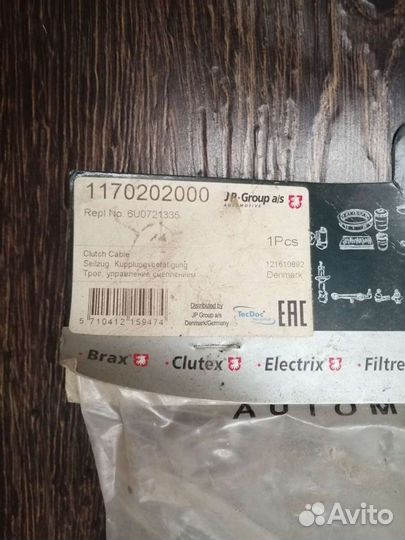 1170202000
JP Group a/s
AUTOMOTIVE
Repl No. 6U0721335
1Pcs
Clutch Cable
Seilzug, Kupplungsbetätigung
121610892
Трос, управление сцеплением
Denmark
5 710412 159474
Distributed by
JP Group a/s
Denmark/Germany
TecDoc
EAC
· Brax · Clutex · Electrix · Filtre
AUTOM
Avito